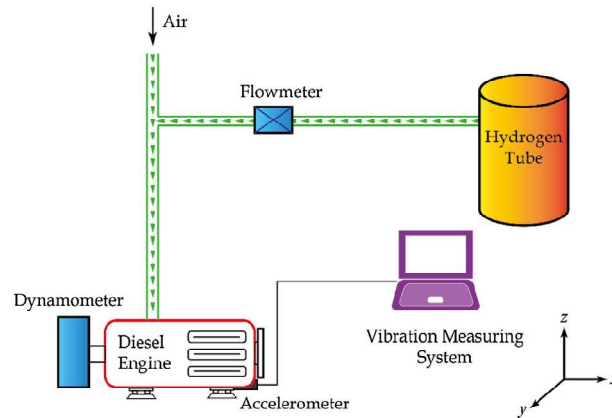 Air
Flowmeter
Hydrogen
Tube
Dynamometer
Diesel
Engine
Vibration Measuring
System
Accelerometer
z
y